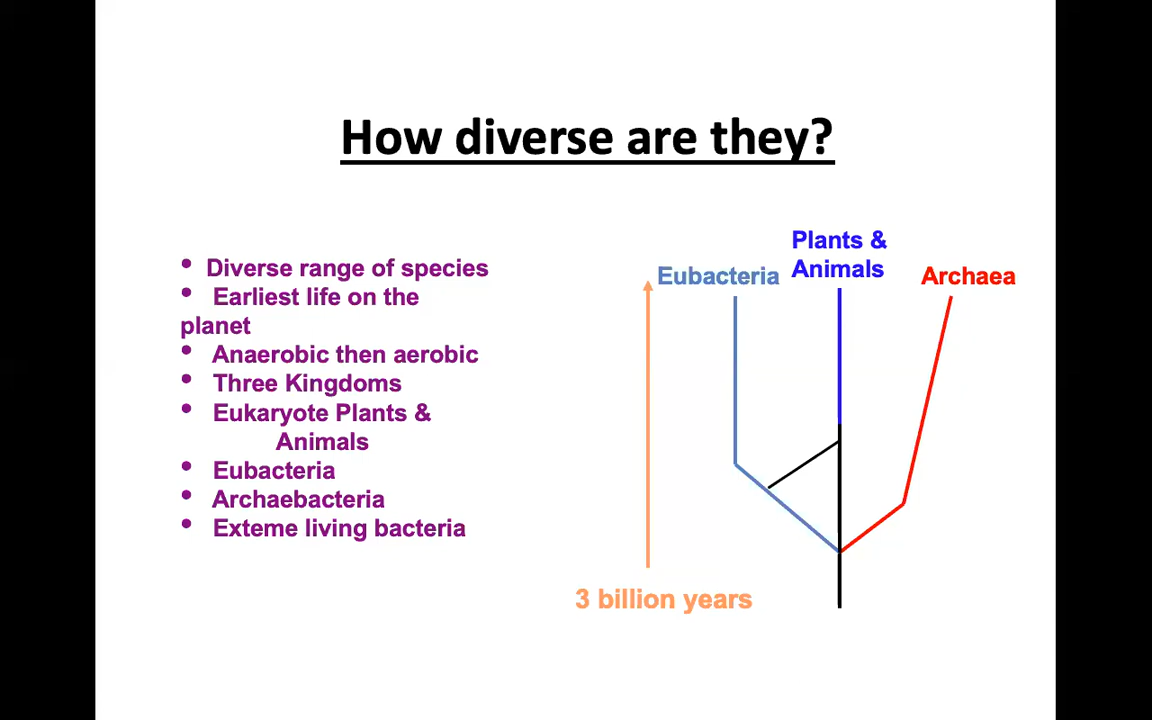 How diverse are they?
• Diverse range of species
• Earliest life on the
planet
• Anaerobic then aerobic
• Three Kingdoms
• Eukaryote Plants &
Animals
• Eubacteria
• Archaebacteria
• Exteme living bacteria
Plants &
Animals
Eubacteria
Archaea
3 billion years